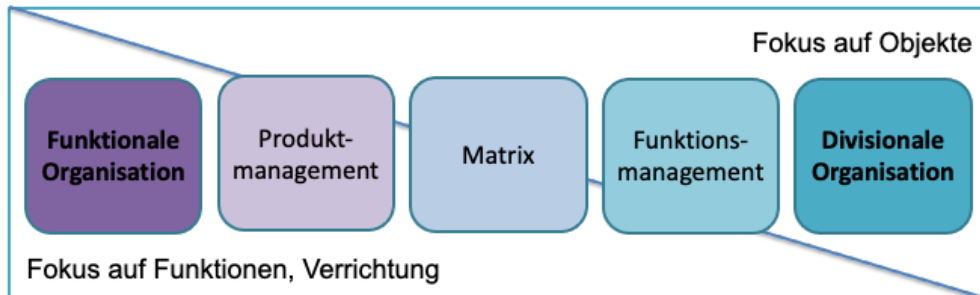 Fokus auf Objekte
Funktionale
Organisation
Produkt-
management
Matrix
Funktions-
management
Divisionale
Organisation
Fokus auf Funktionen, Verrichtung